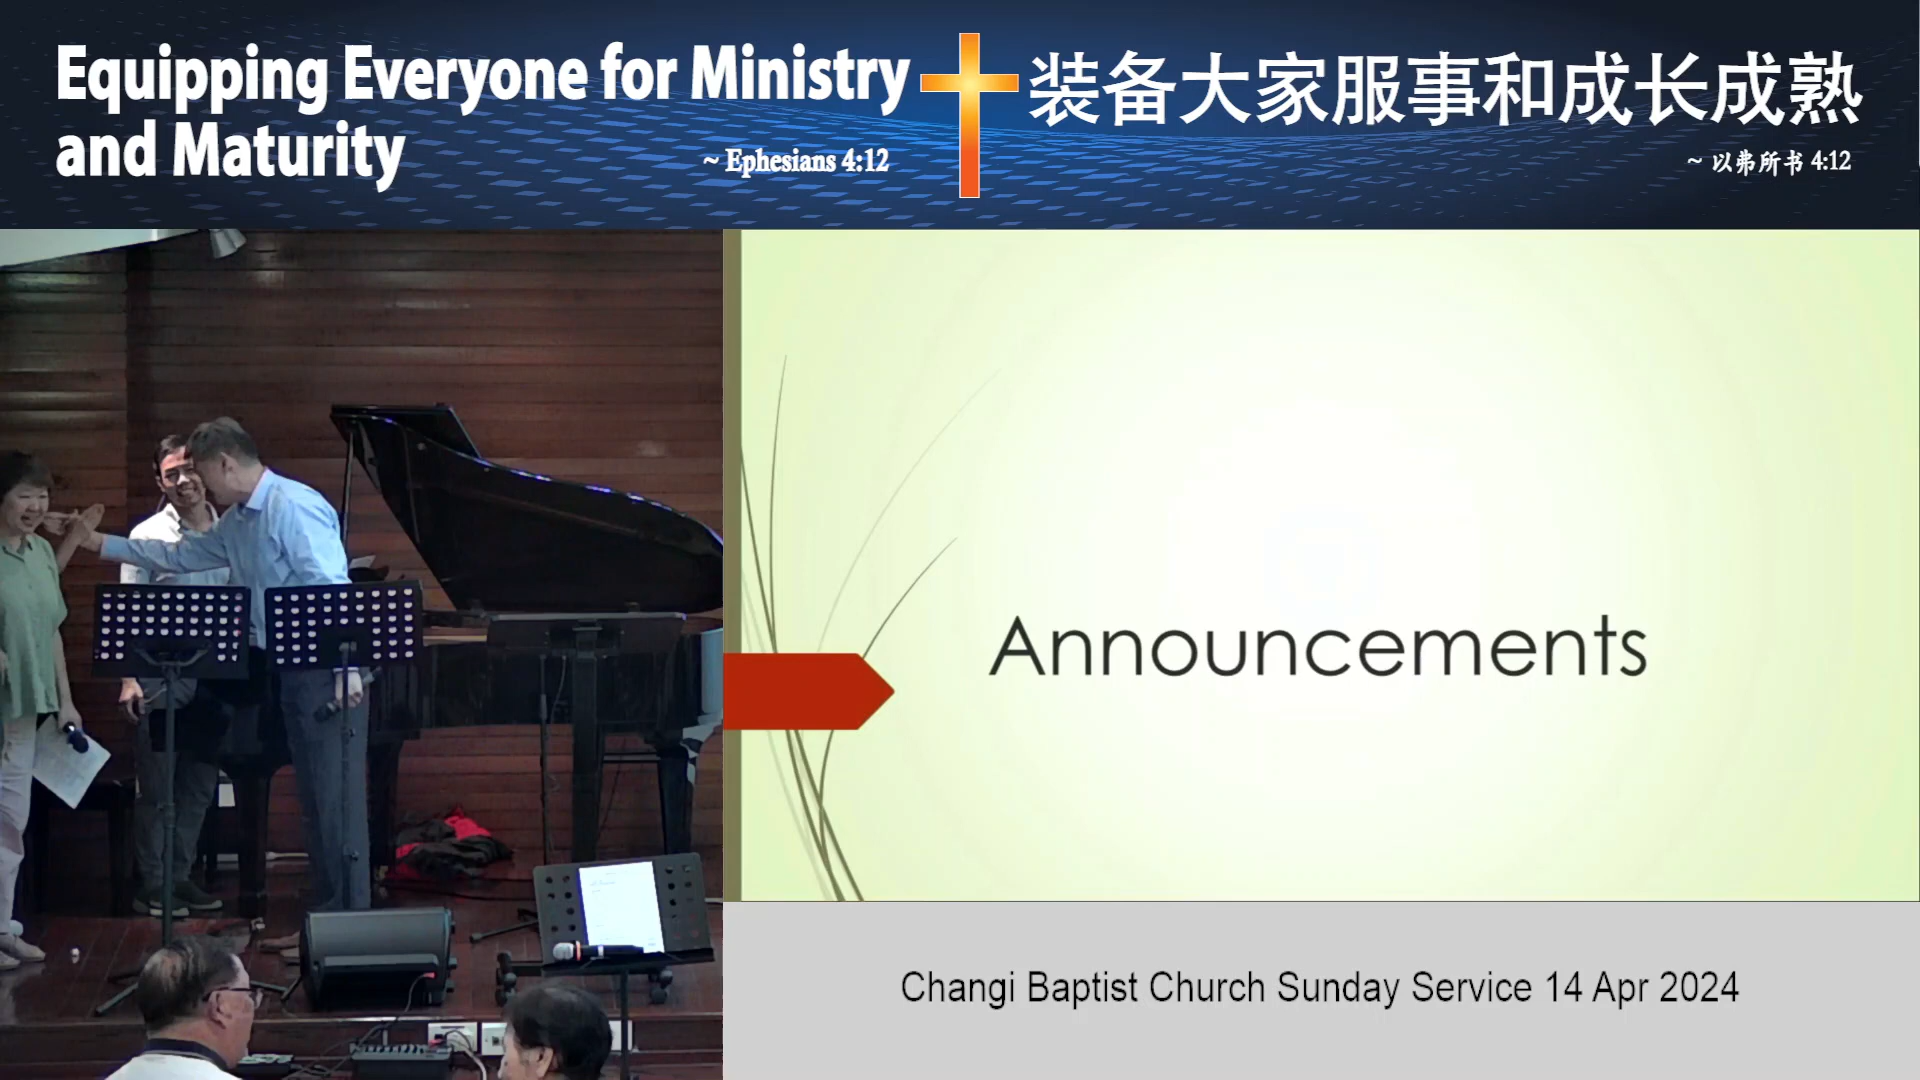 Equipping Everyone for Ministry
and Maturity
~ Ephesians 4:12
装备大家服事和成长成熟
~ 以弗所书 4:12
Announcements
Changi Baptist Church Sunday Service 14 Apr 2024